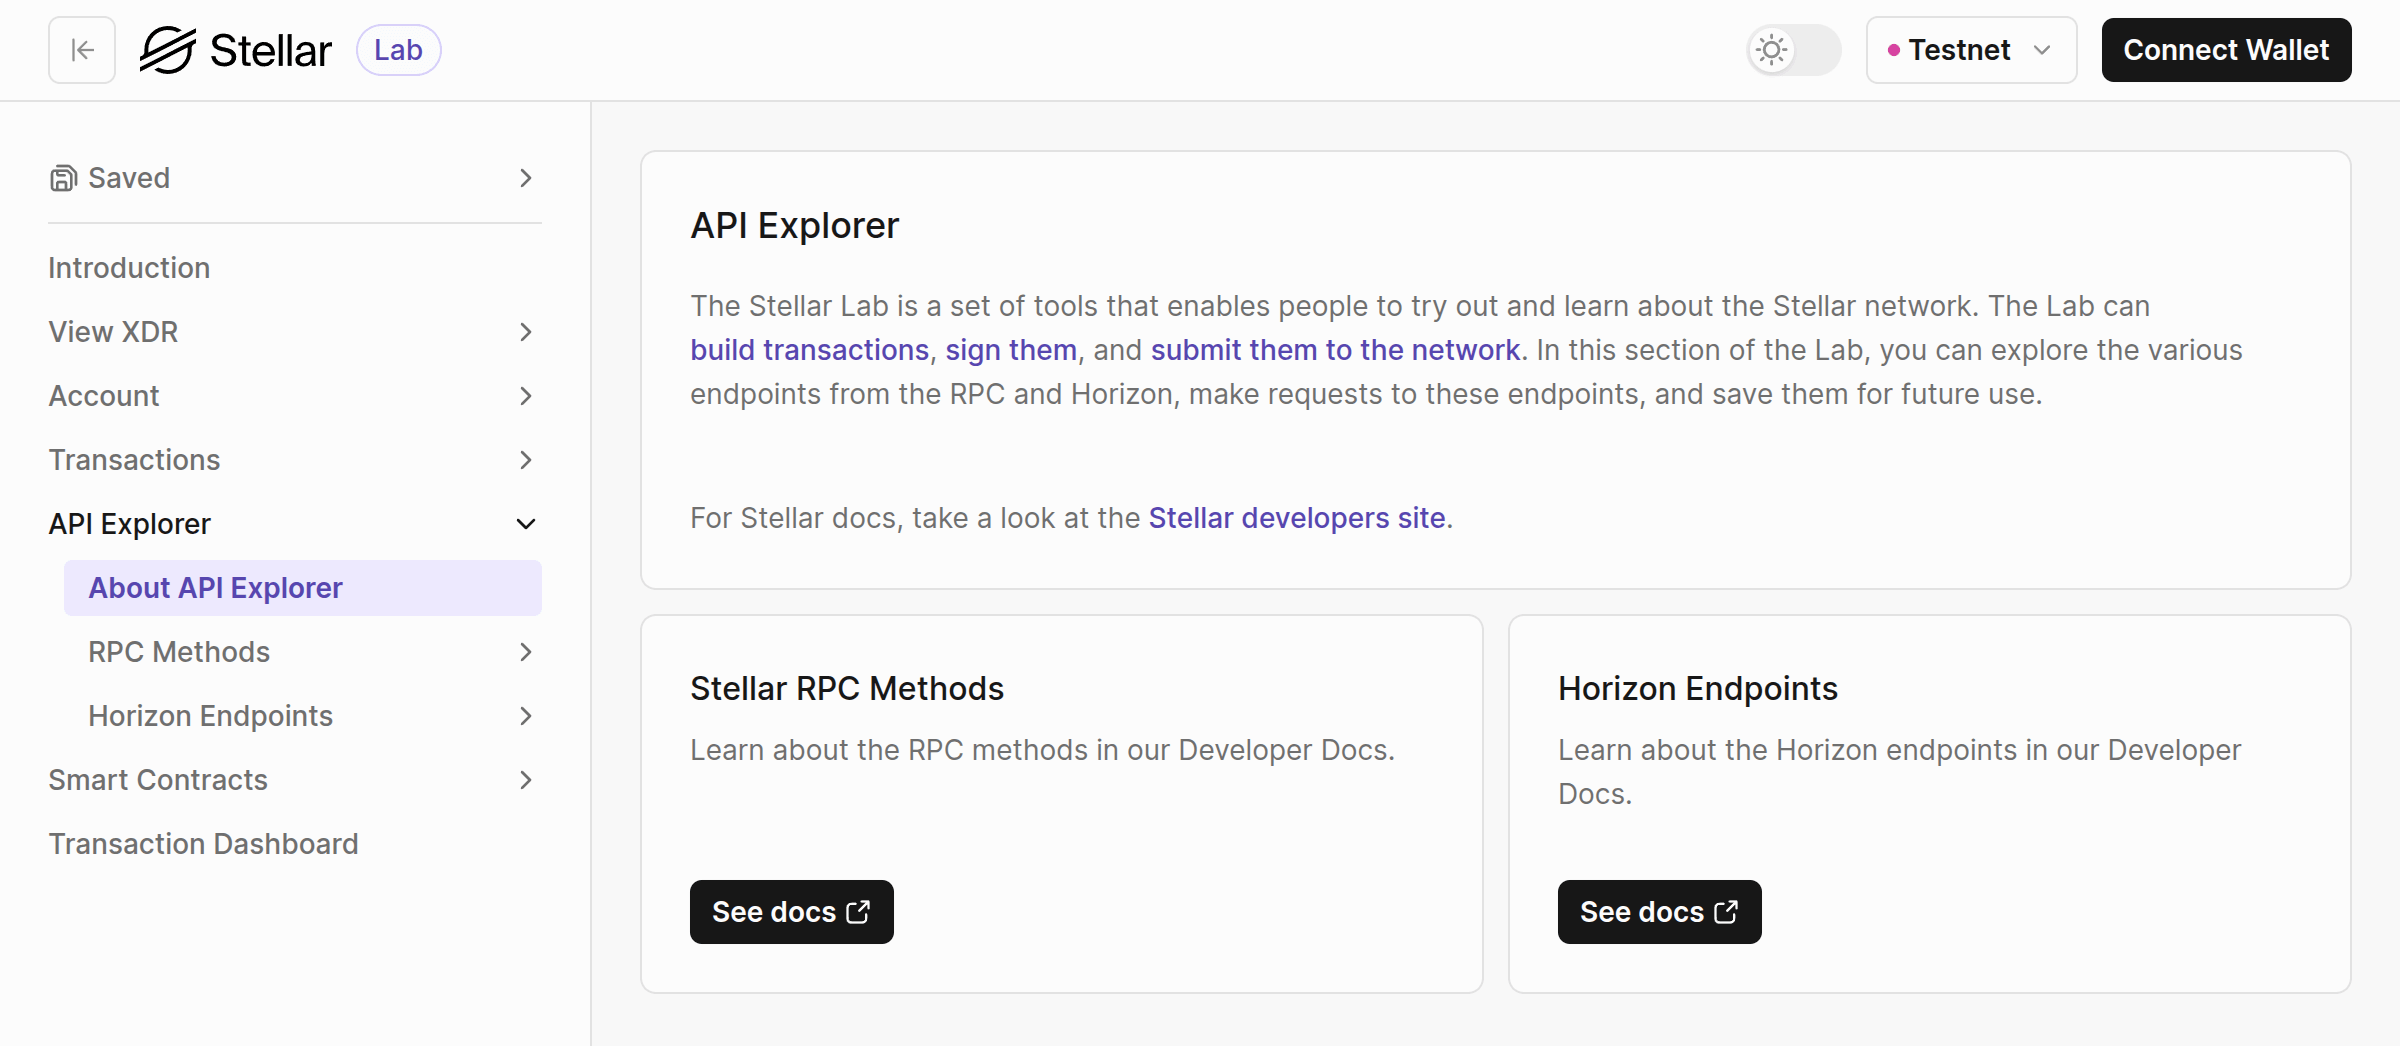 Stellar Lab
Testnet
Connect Wallet
Saved
Introduction
View XDR
Account
Transactions
API Explorer
About API Explorer
RPC Methods
Horizon Endpoints
Smart Contracts
Transaction Dashboard
API Explorer
The Stellar Lab is a set of tools that enables people to try out and learn about the Stellar network. The Lab can
build transactions, sign them, and submit them to the network. In this section of the Lab, you can explore the various
endpoints from the RPC and Horizon, make requests to these endpoints, and save them for future use.
For Stellar docs, take a look at the Stellar developers site.
Stellar RPC Methods
Learn about the RPC methods in our Developer Docs.
See docs
Horizon Endpoints
Learn about the Horizon endpoints in our Developer
Docs.
See docs